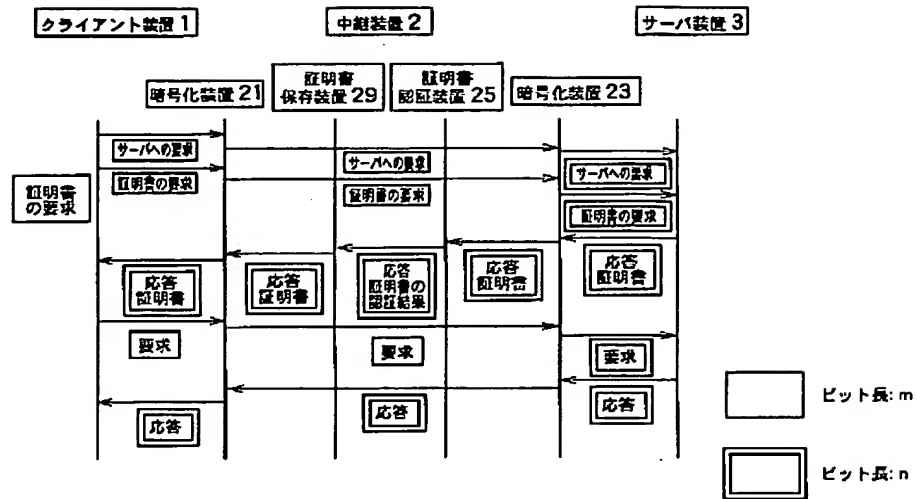 クライアント装置 1
中継装置 2
サーバ装置 3
暗号化装置 21
証明書
保存装置 29
証明書
認証装置 25
暗号化装置 23
サーバへの要求
サーバへの要求
サーバへの要求
証明書
の要求
証明書の要求
証明書の要求
証明書の要求
応答
証明書
応答
証明書
応答
証明書の
認証結果
応答
証明書
応答
証明書
要求
要求
要求
応答
応答
応答
ビット長: m
ビット長: n